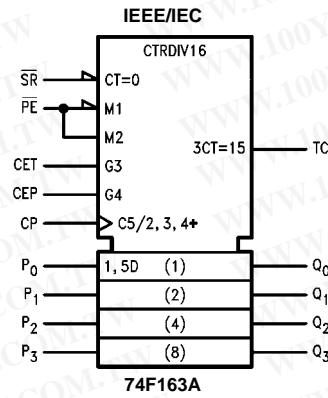 IEEE/IEC
CTRDIV16
SR CT=0
PE M1
M2
3CT=15 TC
CET G3
CEP G4
CP C5/2,3,4+
P0 1,5D (1) Q0
P1 (2) Q1
P2 (4) Q2
P3 (8) Q3
74F163A